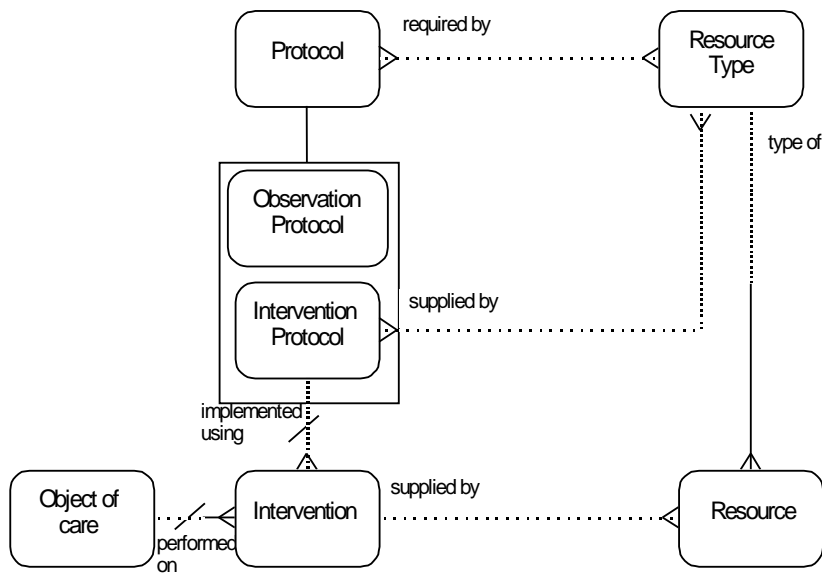 Protocol
required by
Resource
Type
type of
Observation
Protocol
Intervention
Protocol
supplied by
implemented
using
Object of
care
performed
on
Intervention
supplied by
Resource